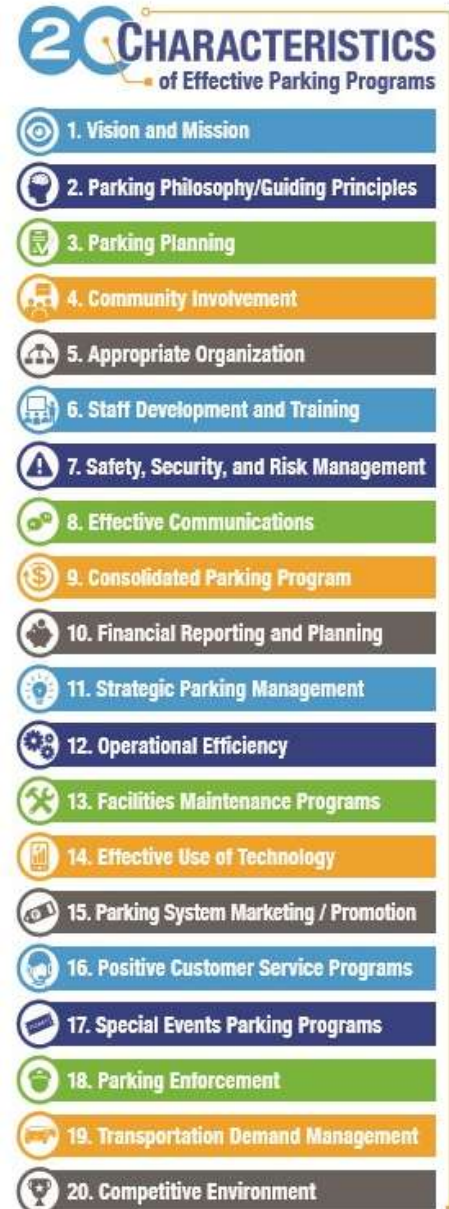 20 CHARACTERISTICS
of Effective Parking Programs
1. Vision and Mission
2. Parking Philosophy/Guiding Principles
3. Parking Planning
4. Community Involvement
5. Appropriate Organization
6. Staff Development and Training
7. Safety, Security, and Risk Management
8. Effective Communications
9. Consolidated Parking Program
10. Financial Reporting and Planning
11. Strategic Parking Management
12. Operational Efficiency
13. Facilities Maintenance Programs
14. Effective Use of Technology
15. Parking System Marketing / Promotion
16. Positive Customer Service Programs
17. Special Events Parking Programs
18. Parking Enforcement
19. Transportation Demand Management
20. Competitive Environment